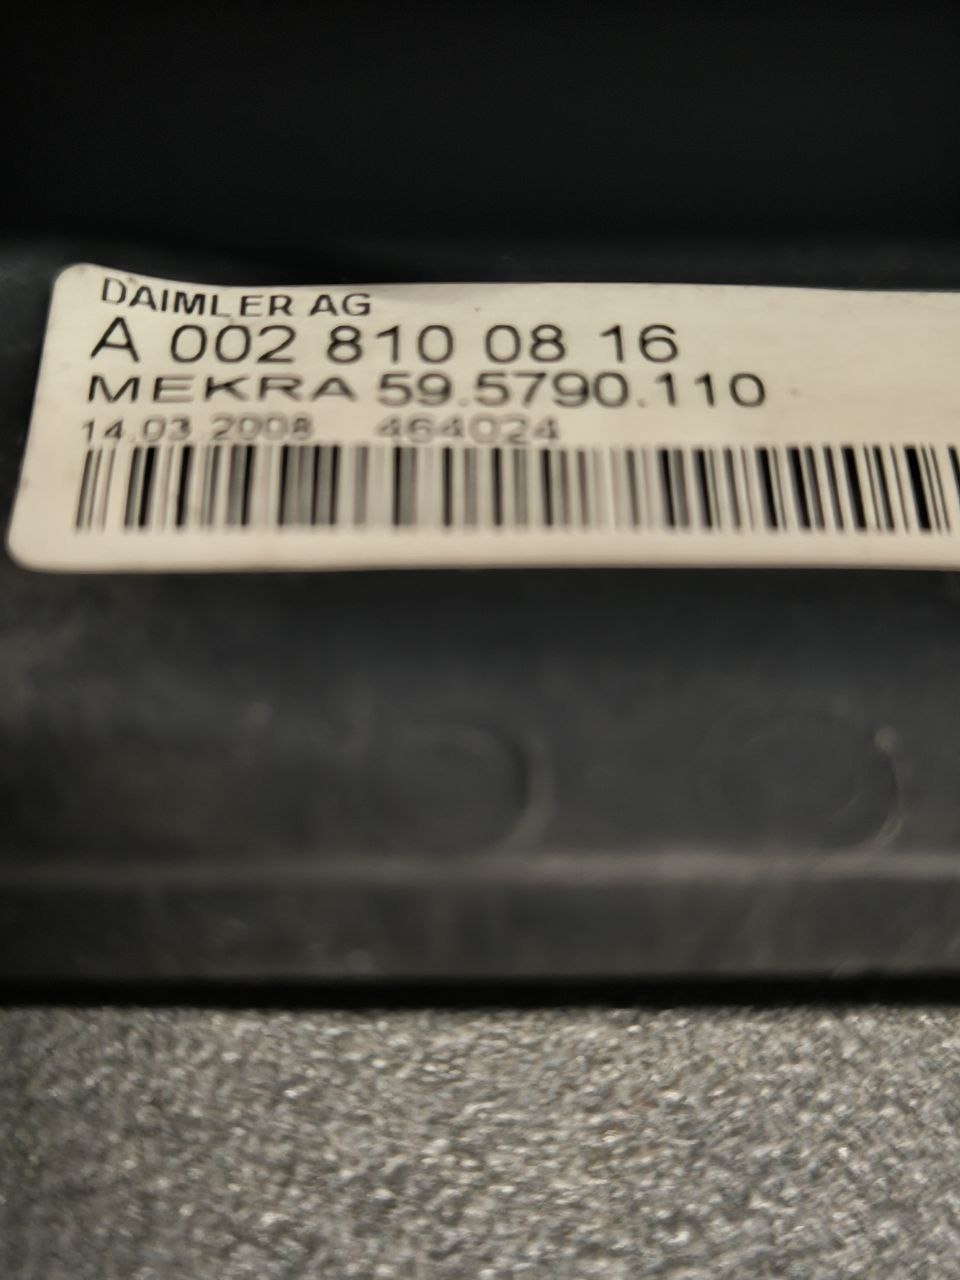 DAIMLER AG
A 002 810 08 16
MEKRA 59.5790.110
14.03.2008 464024